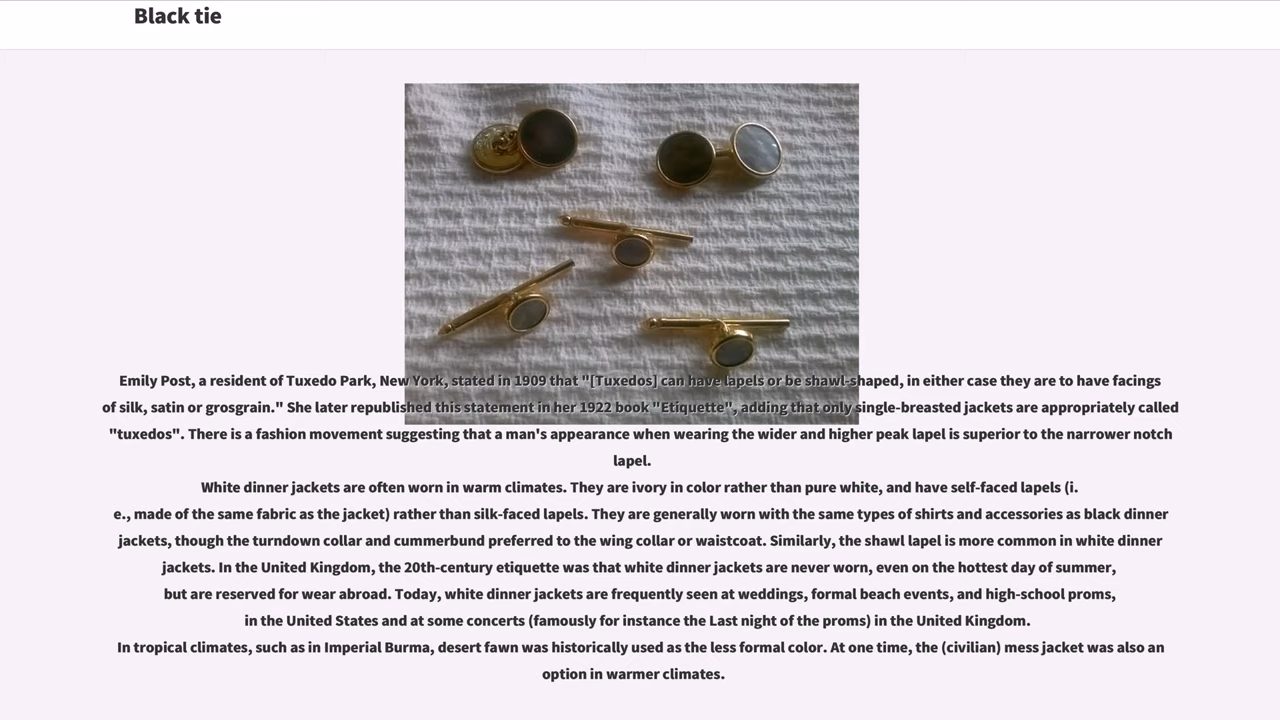 Black tie
Emily Post, a resident of Tuxedo Park, New York, stated in 1909 that "[Tuxedos] can have lapels or be shawl-shaped, in either case they are to have facings
of silk, satin or grosgrain." She later republished this statement in her 1922 book "Etiquette", adding that only single-breasted jackets are appropriately called
"tuxedos". There is a fashion movement suggesting that a man's appearance when wearing the wider and higher peak lapel is superior to the narrower notch
lapel.
White dinner jackets are often worn in warm climates. They are ivory in color rather than pure white, and have self-faced lapels (i.
e., made of the same fabric as the jacket) rather than silk-faced lapels. They are generally worn with the same types of shirts and accessories as black dinner
jackets, though the turndown collar and cummerbund preferred to the wing collar or waistcoat. Similarly, the shawl lapel is more common in white dinner
jackets. In the United Kingdom, the 20th-century etiquette was that white dinner jackets are never worn, even on the hottest day of summer,
but are reserved for wear abroad. Today, white dinner jackets are frequently seen at weddings, formal beach events, and high-school proms,
in the United States and at some concerts (famously for instance the Last night of the proms) in the United Kingdom.
In tropical climates, such as in Imperial Burma, desert fawn was historically used as the less formal color. At one time, the (civilian) mess jacket was also an
option in warmer climates.